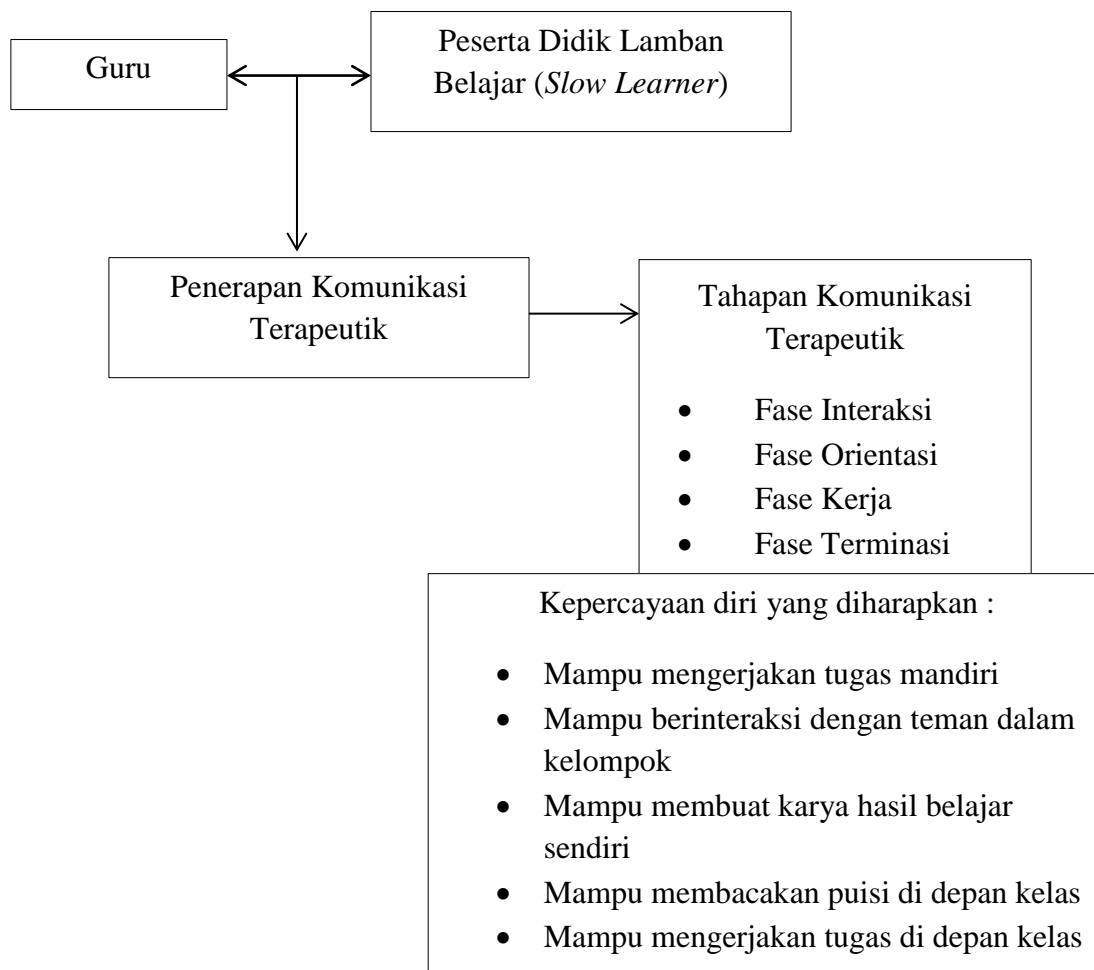 Guru
Peserta Didik Lamban
Belajar (Slow Learner)
Penerapan Komunikasi
Terapeutik
Tahapan Komunikasi
Terapeutik
• Fase Interaksi
• Fase Orientasi
• Fase Kerja
• Fase Terminasi
Kepercayaan diri yang diharapkan :
• Mampu mengerjakan tugas mandiri
• Mampu berinteraksi dengan teman dalam
kelompok
• Mampu membuat karya hasil belajar
sendiri
• Mampu membacakan puisi di depan kelas
• Mampu mengerjakan tugas di depan kelas